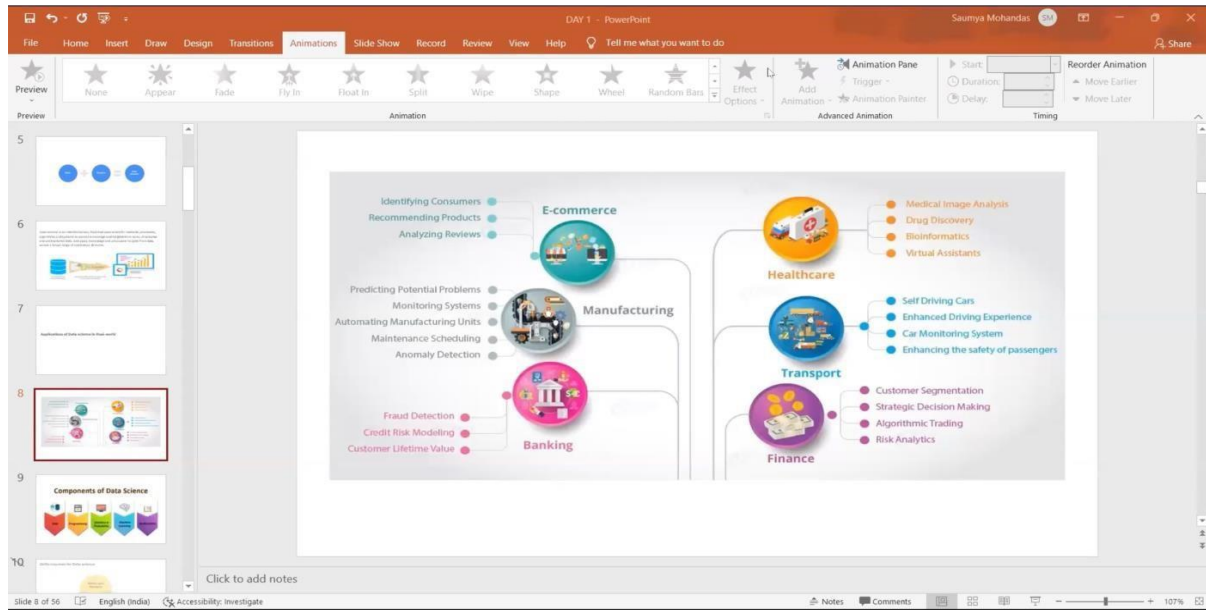 DAY 1 - PowerPoint
Saumya Mohandas
SM
File Home Insert Draw Design Transitions Animations Slide Show Record Review View Help Tell me what you want to do
Share
Preview
None
Appear
Fade
Fly In
Float In
Split
Wipe
Shape
Wheel
Random Bars
Effect
Options
Add
Animation
Animation Pane
Trigger
Animation Painter
Start:
Duration:
Delay:
Reorder Animation
Move Earlier
Move Later
Preview
Animation
Advanced Animation
Timing
5
6
7
Applications of Data science in Real-world
8
9
Components of Data Science
10
E-commerce
Identifying Consumers
Recommending Products
Analyzing Reviews
Manufacturing
Predicting Potential Problems
Monitoring Systems
Automating Manufacturing Units
Maintenance Scheduling
Anomaly Detection
Banking
Fraud Detection
Credit Risk Modeling
Customer Lifetime Value
Healthcare
Medical Image Analysis
Drug Discovery
Bioinformatics
Virtual Assistants
Transport
Self Driving Cars
Enhanced Driving Experience
Car Monitoring System
Enhancing the safety of passengers
Finance
Customer Segmentation
Strategic Decision Making
Algorithmic Trading
Risk Analytics
Click to add notes
Slide 8 of 56
English (India)
Accessibility: Investigate
Notes
Comments
107%